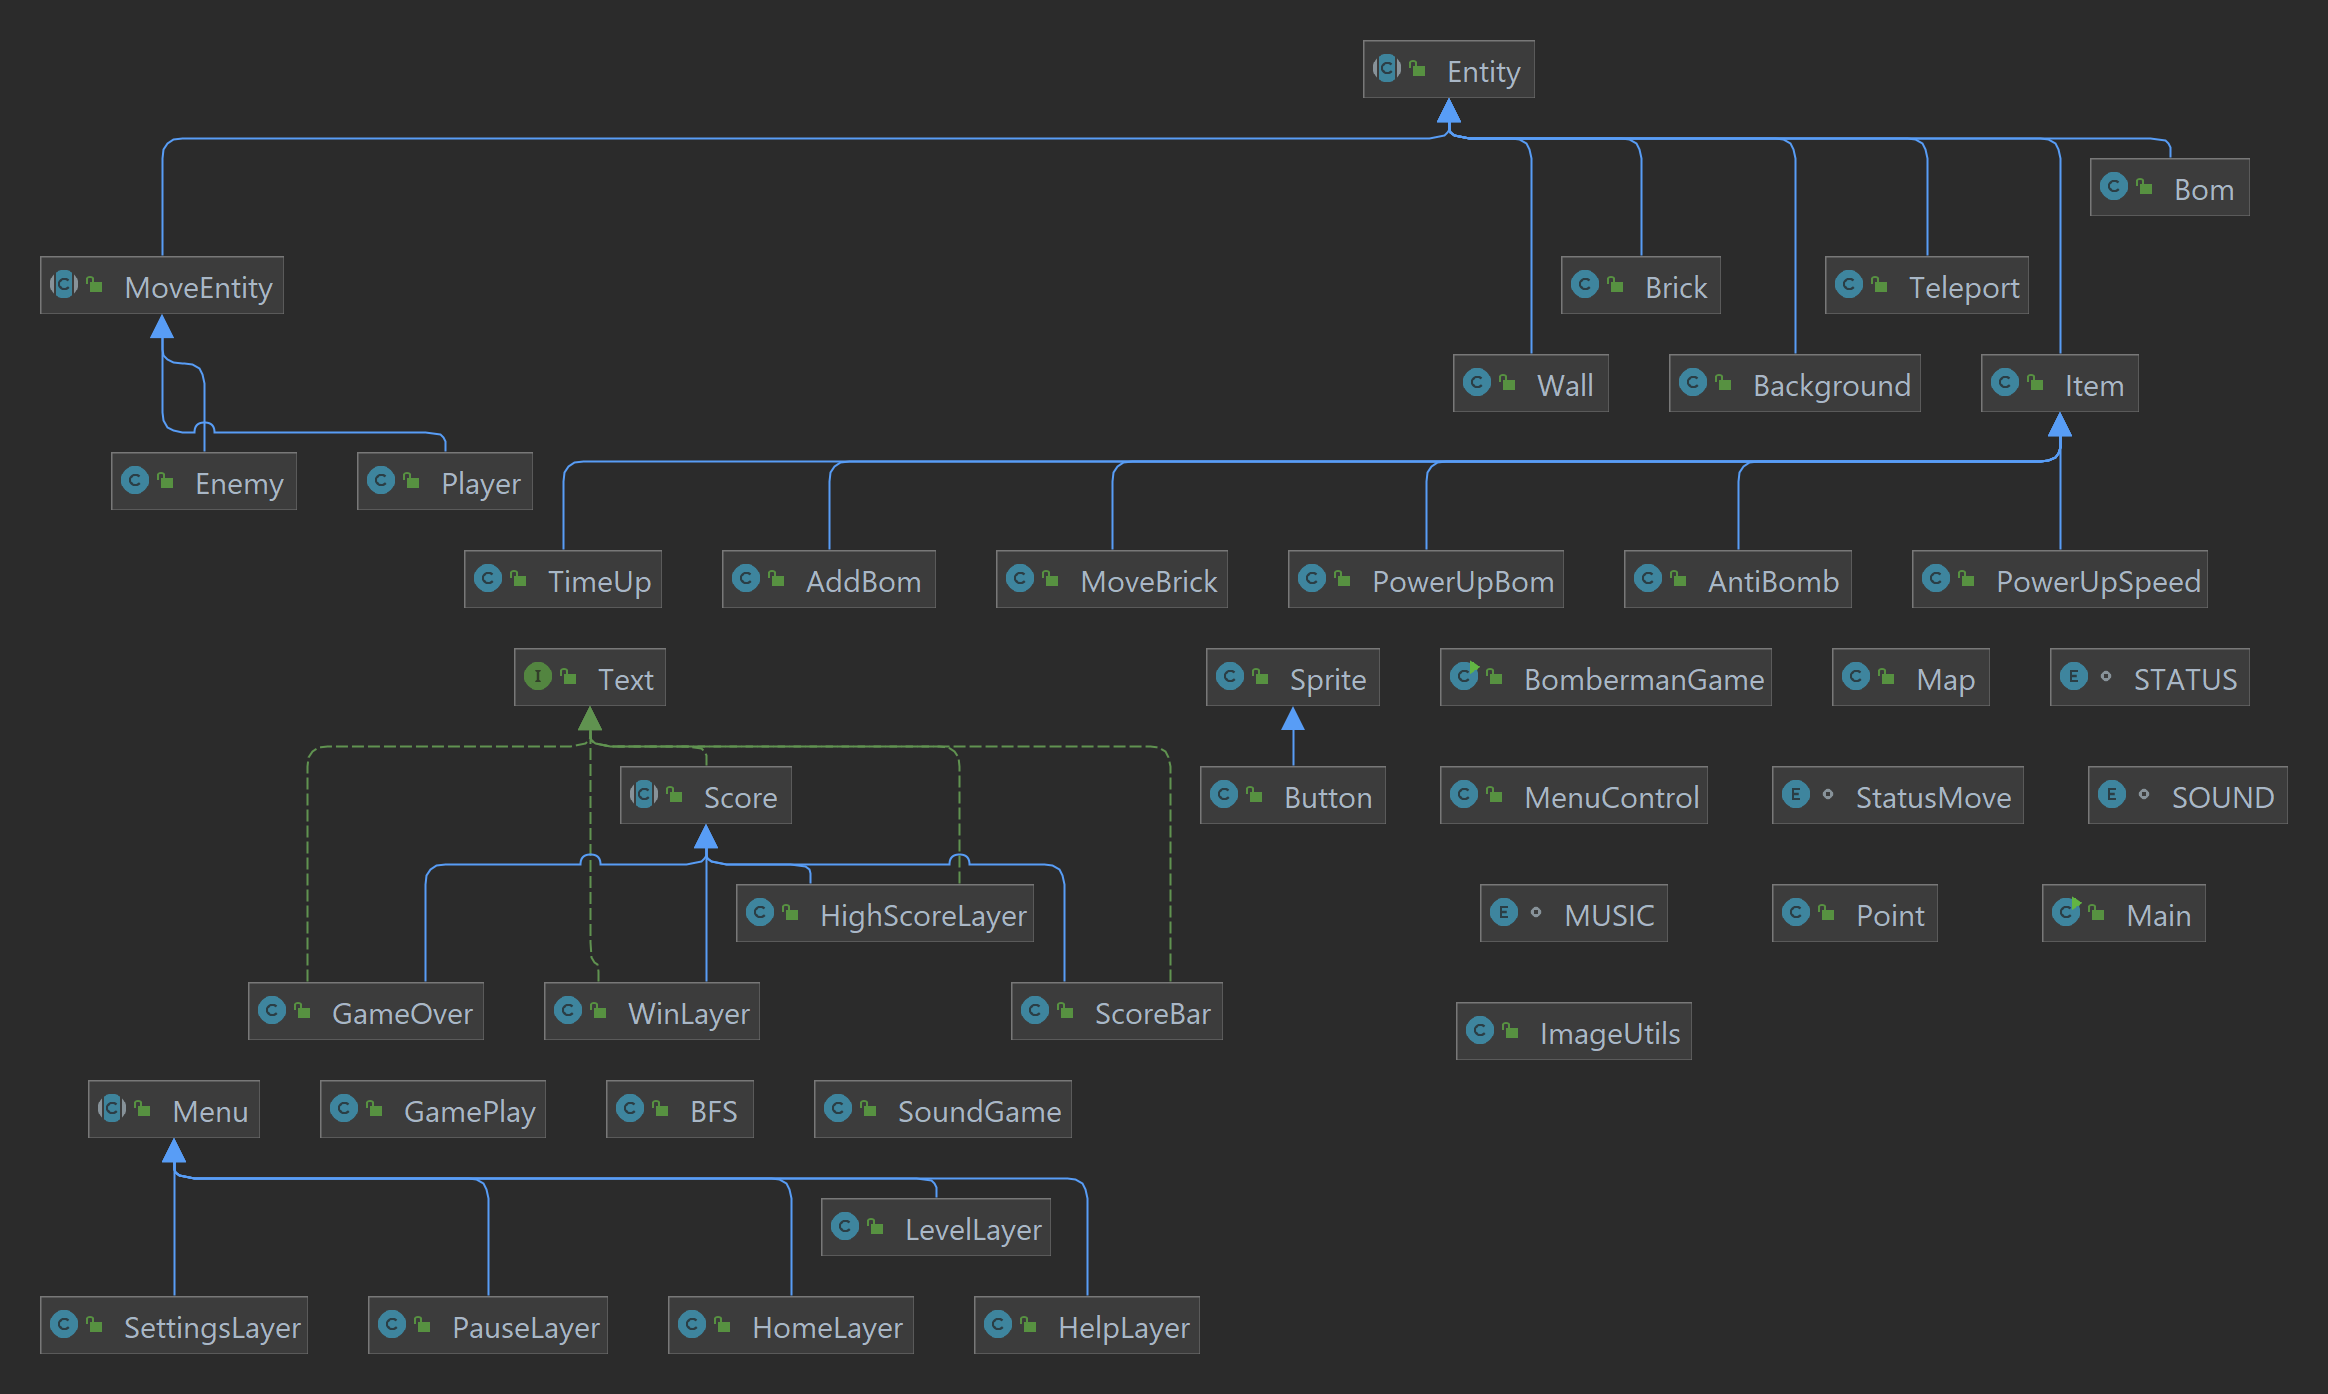 Entity
Bom
MoveEntity
Brick
Teleport
Wall
Background
Item
Enemy
Player
TimeUp
AddBom
MoveBrick
PowerUpBom
AntiBomb
PowerUpSpeed
Text
Sprite
BombermanGame
Map
STATUS
Score
Button
MenuControl
StatusMove
SOUND
HighScoreLayer
MUSIC
Point
Main
GameOver
WinLayer
ScoreBar
ImageUtils
Menu
GamePlay
BFS
SoundGame
LevelLayer
SettingsLayer
PauseLayer
HomeLayer
HelpLayer